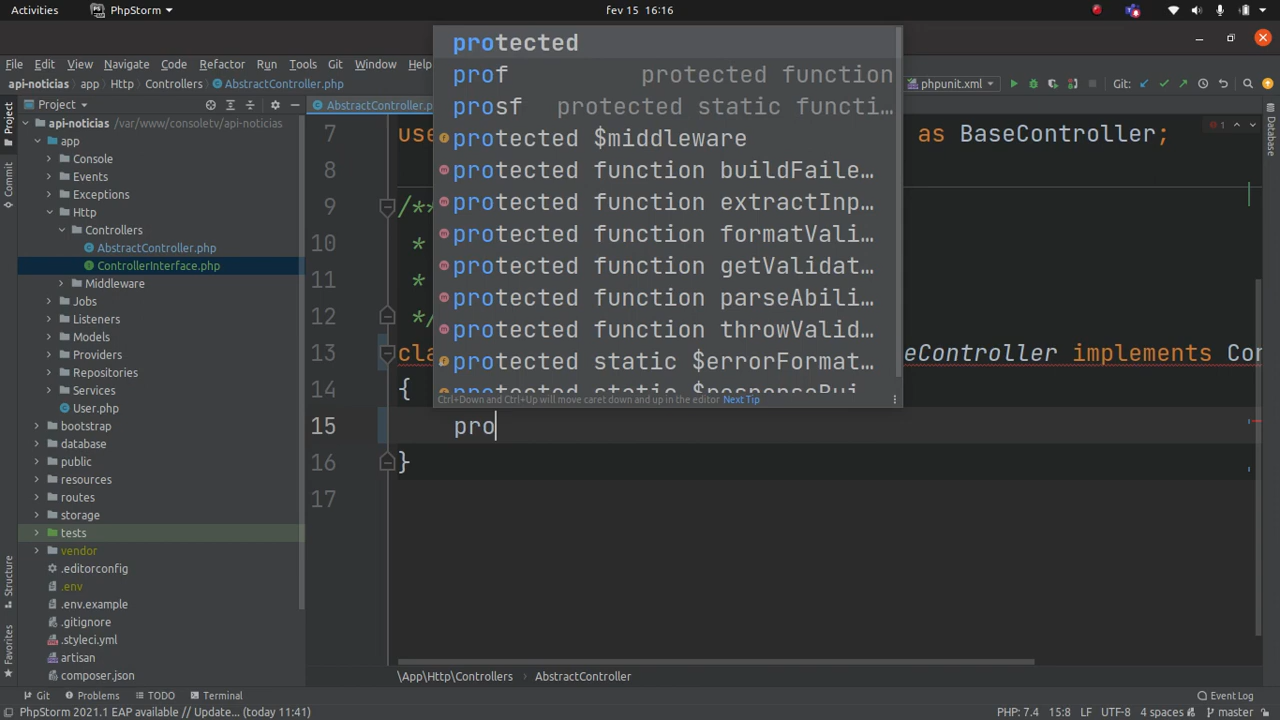 Activities PhpStorm fev 15 16:16
File Edit View Navigate Code Refactor Tools Git Window Help
api-noticias app Http Controllers AbstractController.php phpunit.xml Git:
Project AbstractController.p
Project
Commit
Structure
Favorites
Database
api-noticias /var/www/consoletv/api-noticias
app
Console
Events
Exceptions
Http
Controllers
AbstractController.php
ControllerInterface.php
Middleware
Jobs
Listeners
Models
Providers
Repositories
Services
User.php
bootstrap
database
public
resources
routes
storage
tests
vendor
.editorconfig
.env
.env.example
.gitignore
.styleci.yml
artisan
composer.json
protected
prof protected function
prosf protected static functi…
protected $middleware
protected function buildFaile…
protected function extractInp…
protected function formatVali…
protected function getValidat…
protected function parseAbili…
protected function throwValid…
protected static $errorFormat…
protected static $responseBui
Ctrl+Down and Ctrl+Up will move caret down and up in the editor Next Tip
1
7 use as BaseController;
8
9 /**
10 *
11 *
12 */
13 cla eController implements Con
14 {
15 pro
16 }
17
\App\Http\Controllers AbstractController
Git Problems TODO Terminal Event Log
PhpStorm 2021.1 EAP available // Update... (today 11:41) PHP: 7.4 15:8 LF UTF-8 4 spaces master